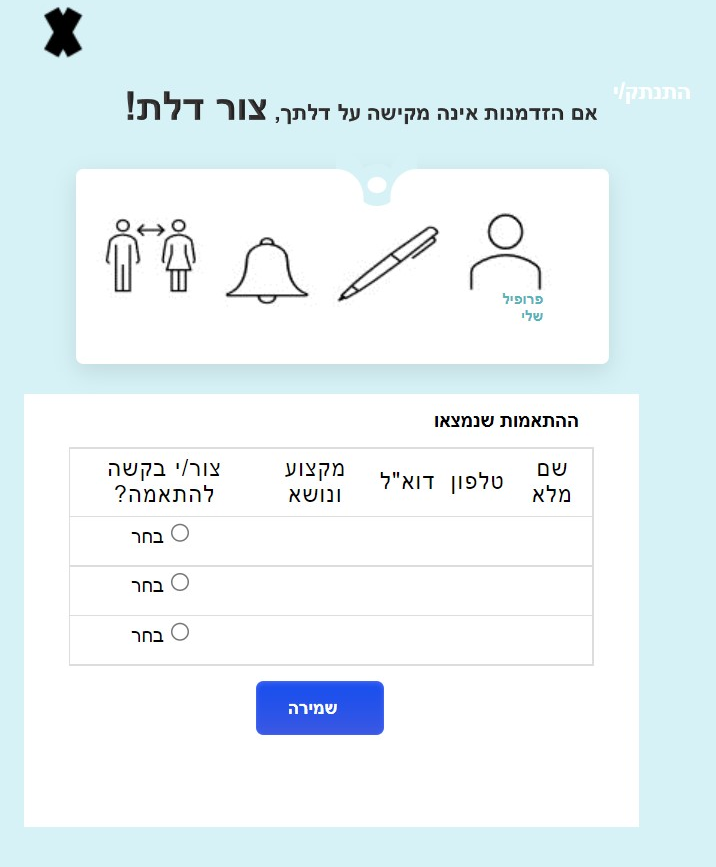 התנתק/י
אם הזדמנות אינה מקישה על דלתך, צור דלת!
פרופיל
שלי
ההתאמות שנמצאו
שם
מלא
טלפון
דוא"ל
מקצוע
ונושא
צור/י בקשה
להתאמה?
בחר
בחר
בחר
שמירה